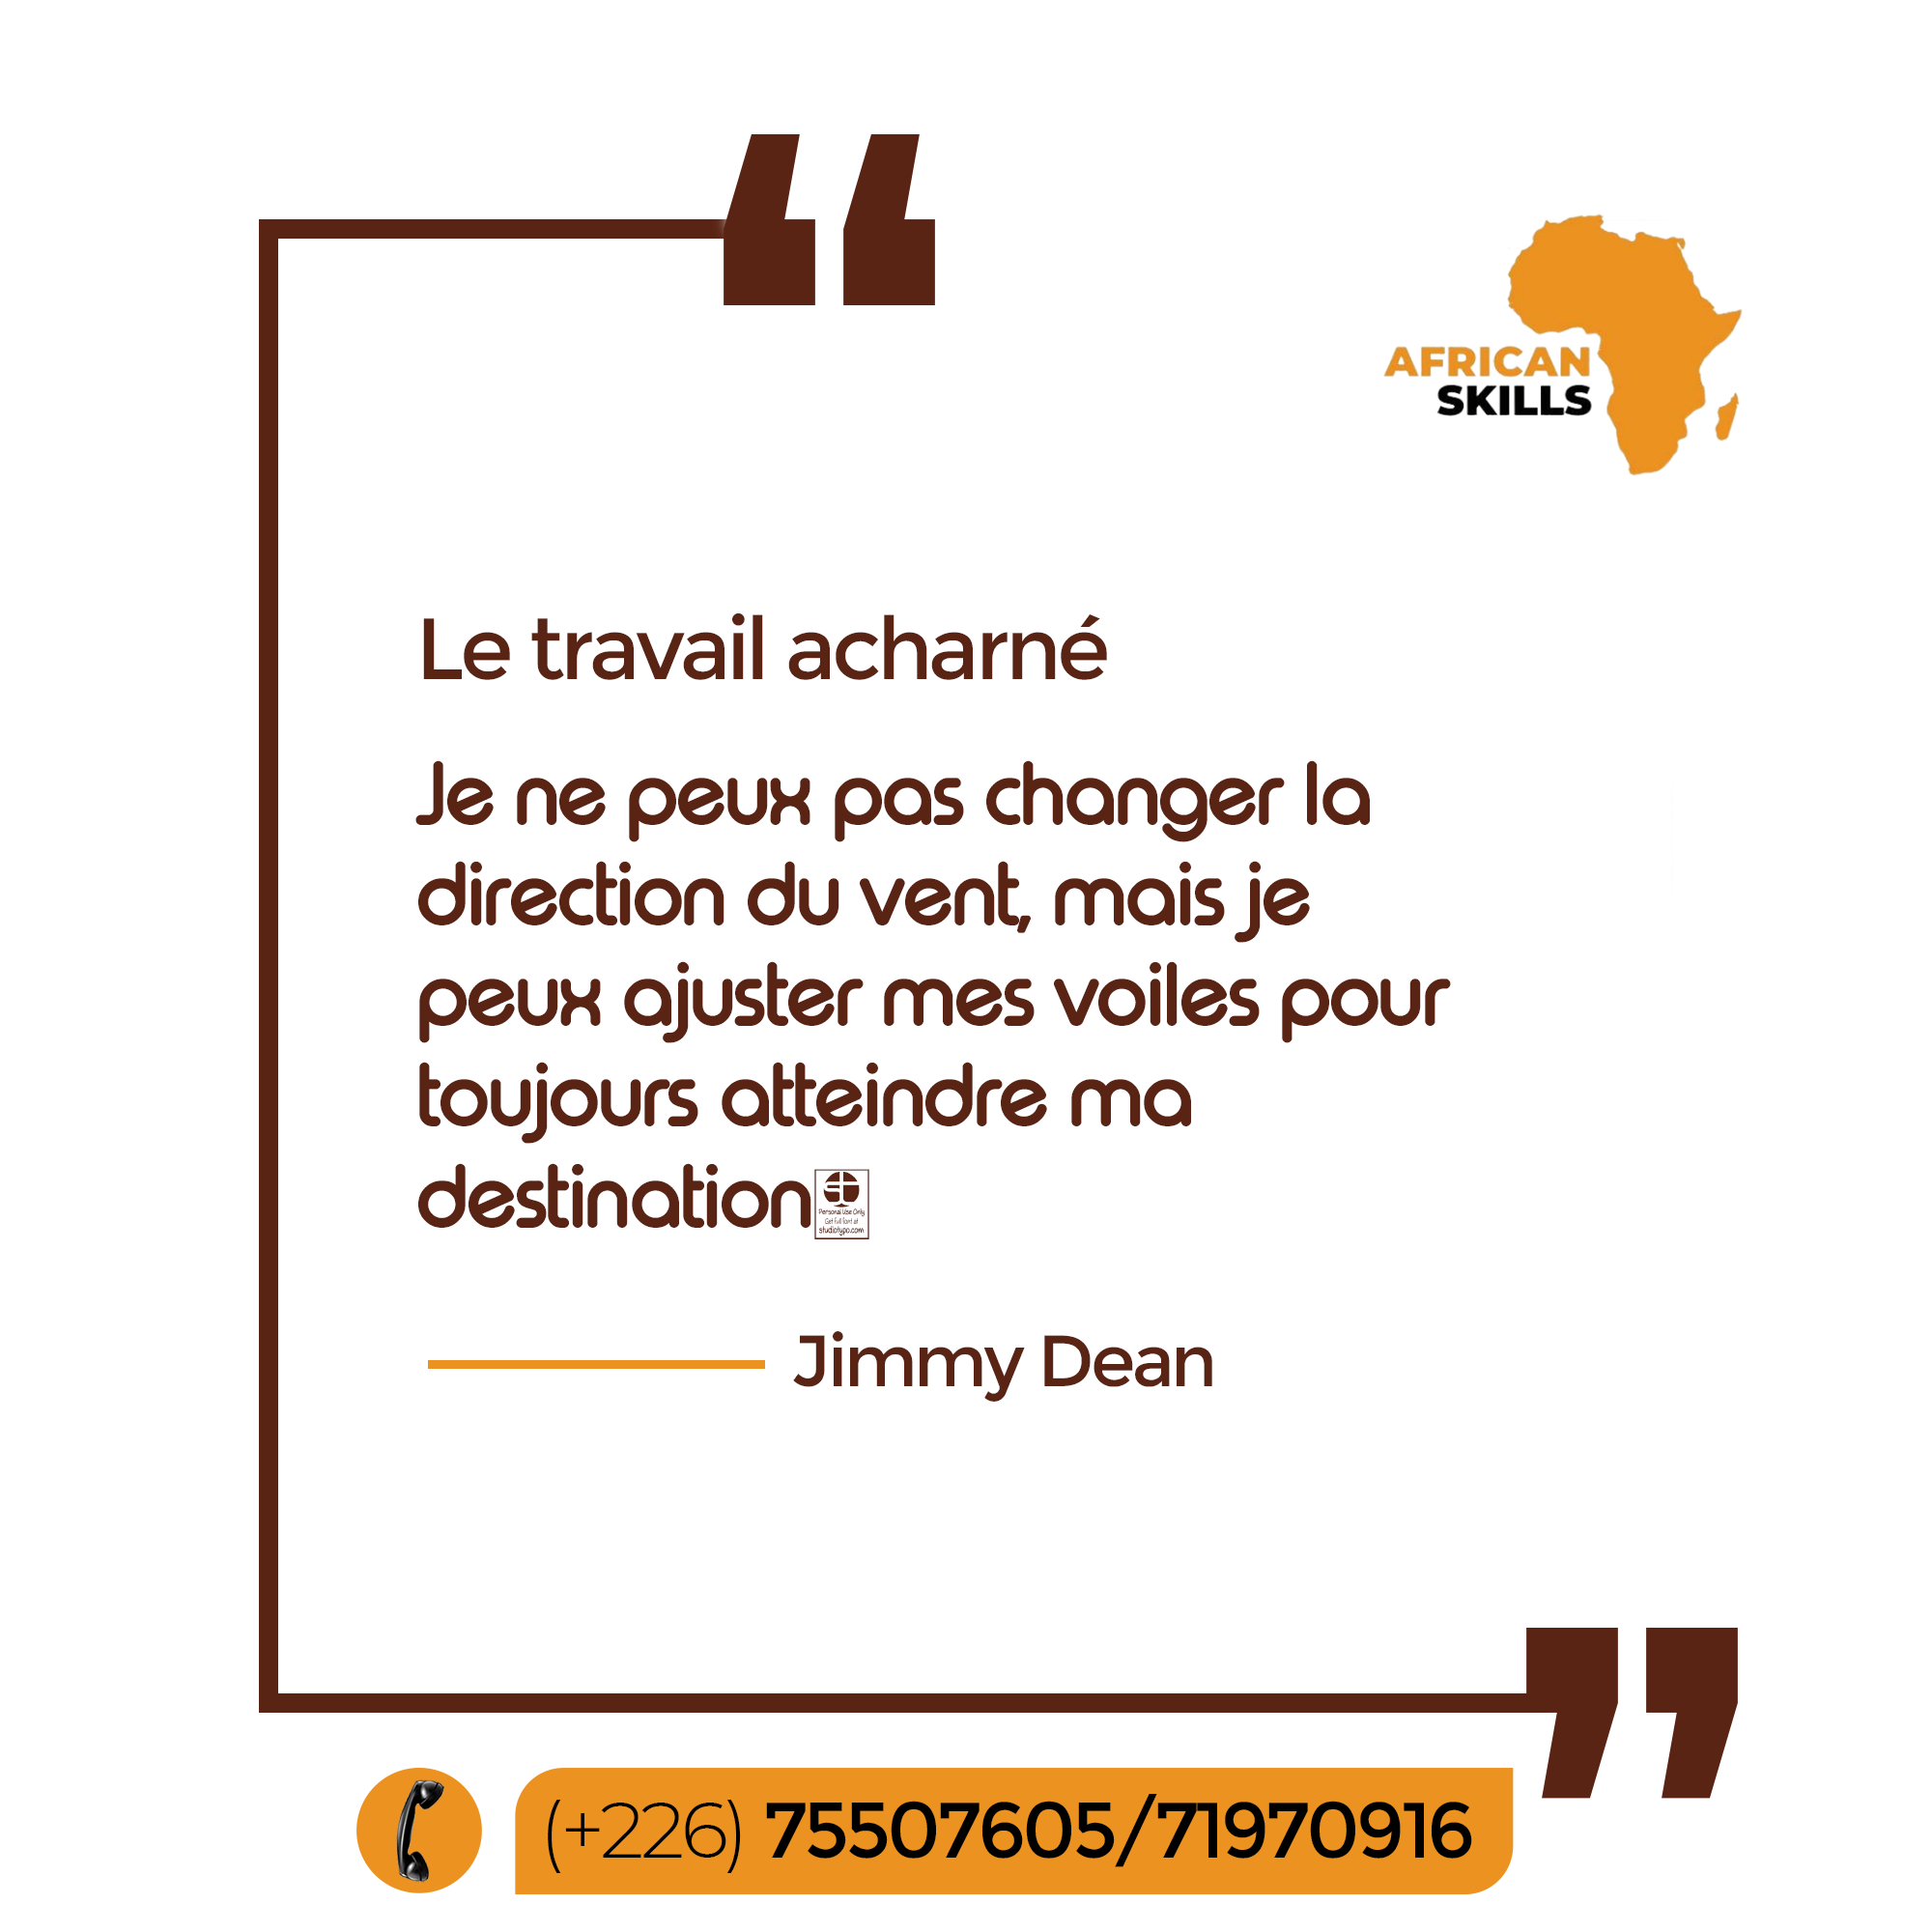 AFRICAN
SKILLS
Le travail acharné
Je ne peux pas changer la
direction du vent, mais je
peux ajuster mes voiles pour
toujours atteindre ma
destination
st
Personal Use Only
Get full font at
studiotypo.com
Jimmy Dean
(+226) 75507605/71970916